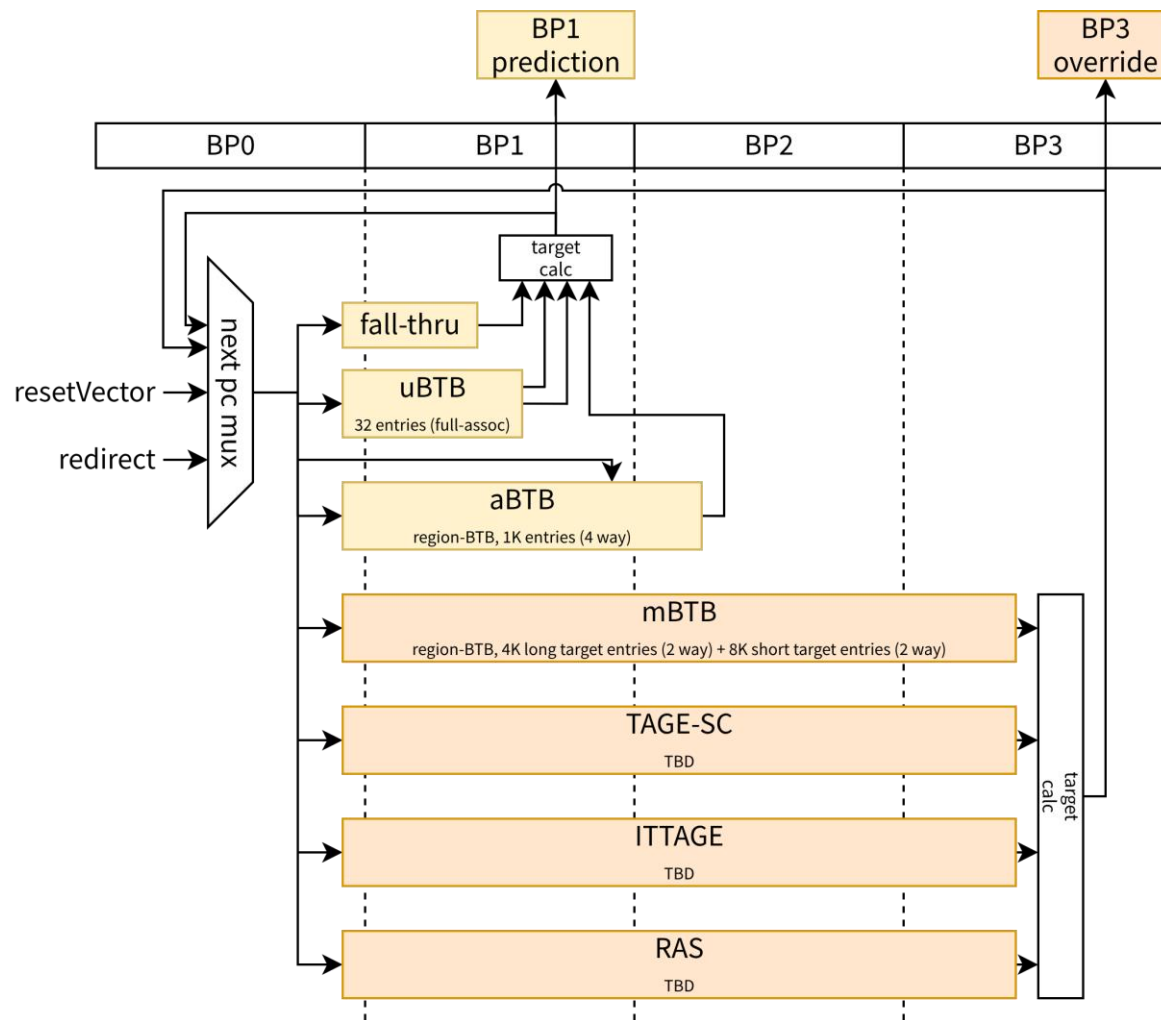 BP1
prediction
BP3
override
BP0
BP1
BP2
BP3
target
calc
fall-thru
next pc mux
resetVector
uBTB
32 entries (full-assoc)
redirect
aBTB
region-BTB, 1K entries (4 way)
mBTB
region-BTB, 4K long target entries (2 way) + 8K short target entries (2 way)
TAGE-SC
TBD
target
calc
ITTAGE
TBD
RAS
TBD